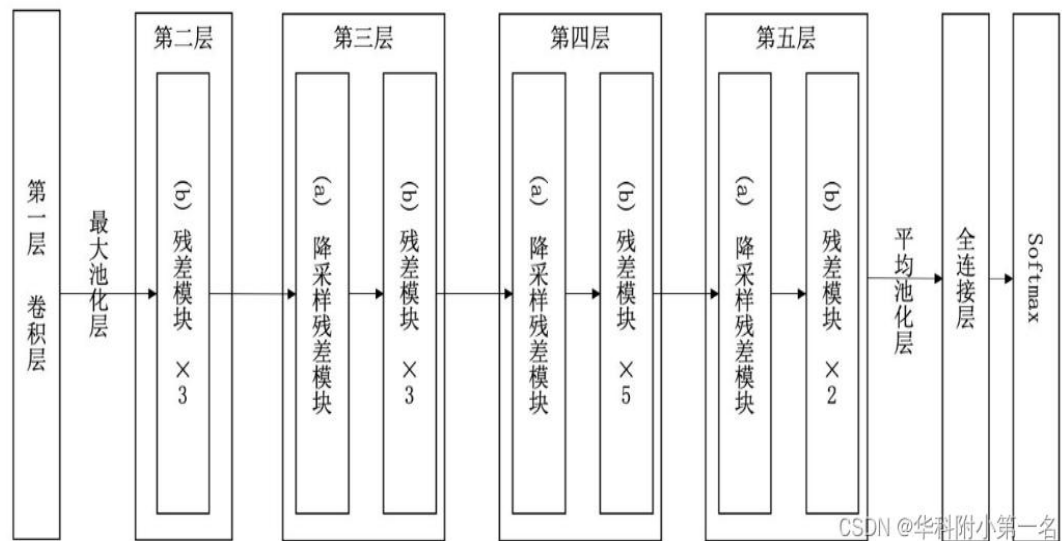 第一层 卷积层
最大池化层
第二层
(b) 残差模块 ×3
第三层
(a) 降采样残差模块
(b) 残差模块 ×3
第四层
(a) 降采样残差模块
(b) 残差模块 ×5
第五层
(a) 降采样残差模块
(b) 残差模块 ×2
平均池化层
全连接层
Softmax
CSDN @华科附小第一名